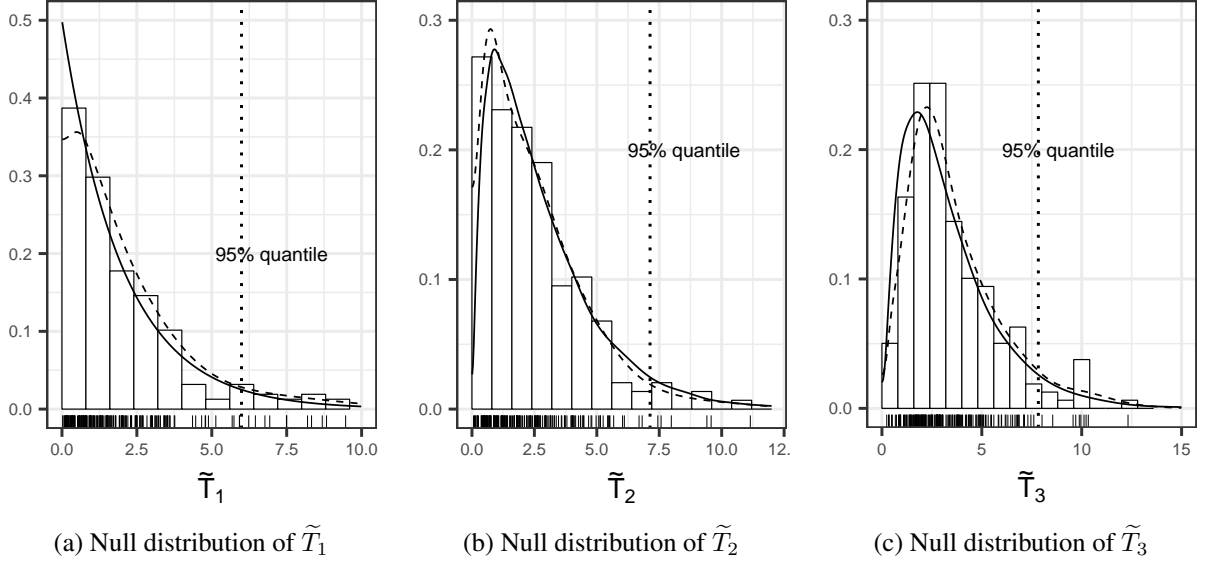 0.5
0.4
0.3
0.2
0.1
0.0
95% quantile
0.0 2.5 5.0 7.5 10.0
T̃1
0.3
0.2
0.1
0.0
95% quantile
0.0 2.5 5.0 7.5 10.0 12.
T̃2
0.3
0.2
0.1
0.0
95% quantile
0 5 10 15
T̃3
(a) Null distribution of T̃1
(b) Null distribution of T̃2
(c) Null distribution of T̃3